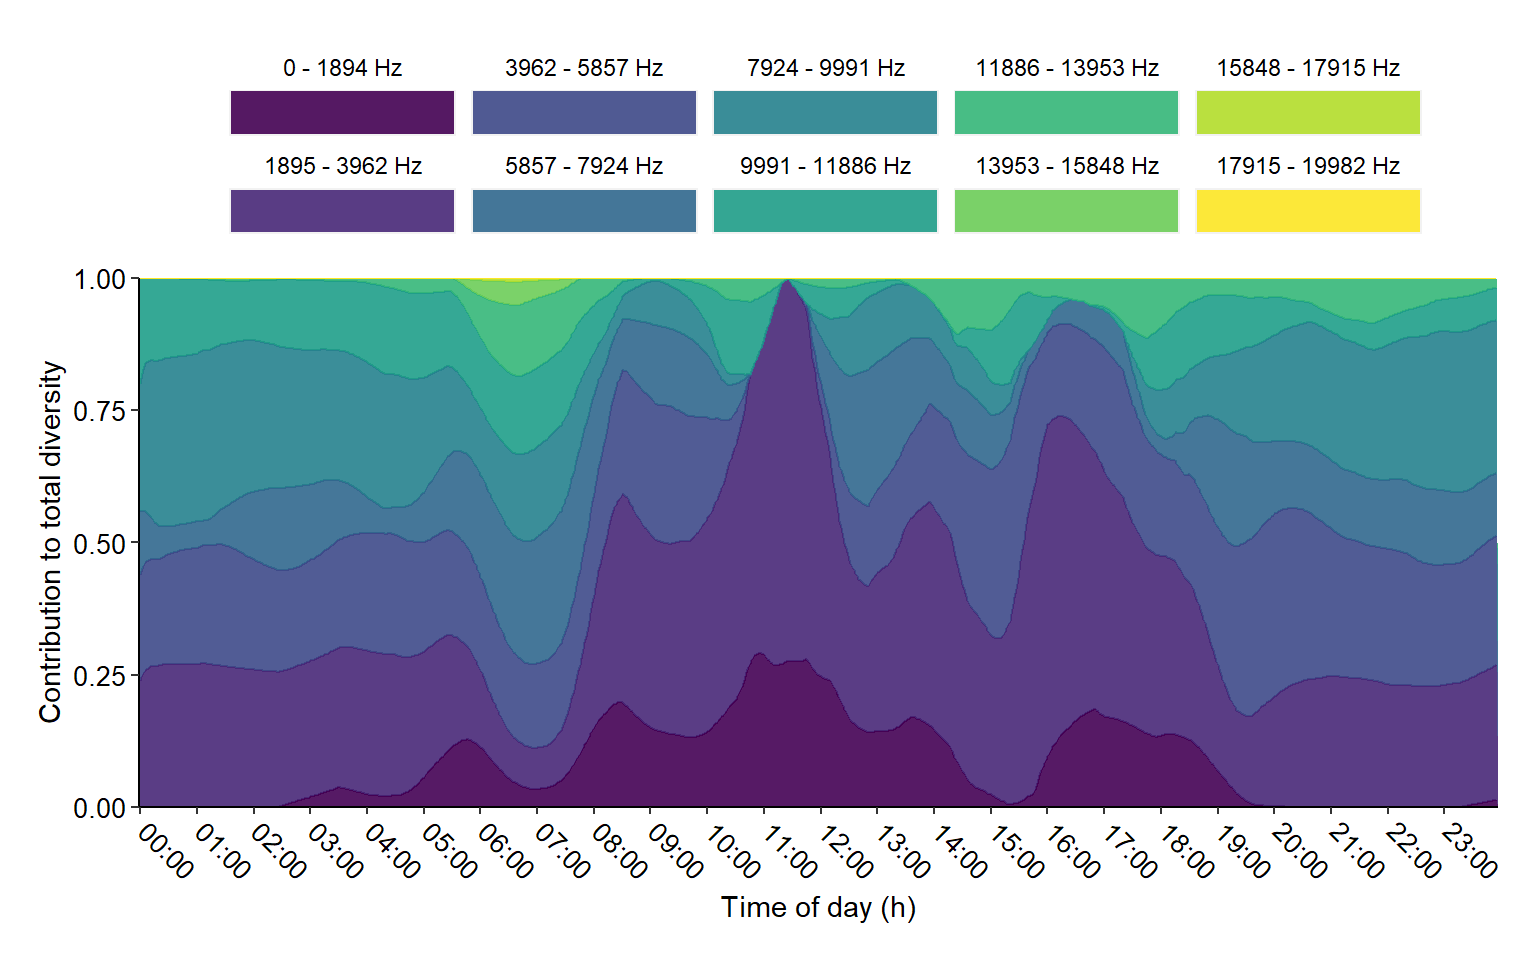 0 - 1894 Hz 3962 - 5857 Hz 7924 - 9991 Hz 11886 - 13953 Hz 15848 - 17915 Hz
1895 - 3962 Hz 5857 - 7924 Hz 9991 - 11886 Hz 13953 - 15848 Hz 17915 - 19982 Hz
Contribution to total diversity
1.00
0.75
0.50
0.25
0.00
00:00 01:00 02:00 03:00 04:00 05:00 06:00 07:00 08:00 09:00 10:00 11:00 12:00 13:00 14:00 15:00 16:00 17:00 18:00 19:00 20:00 21:00 22:00 23:00
Time of day (h)